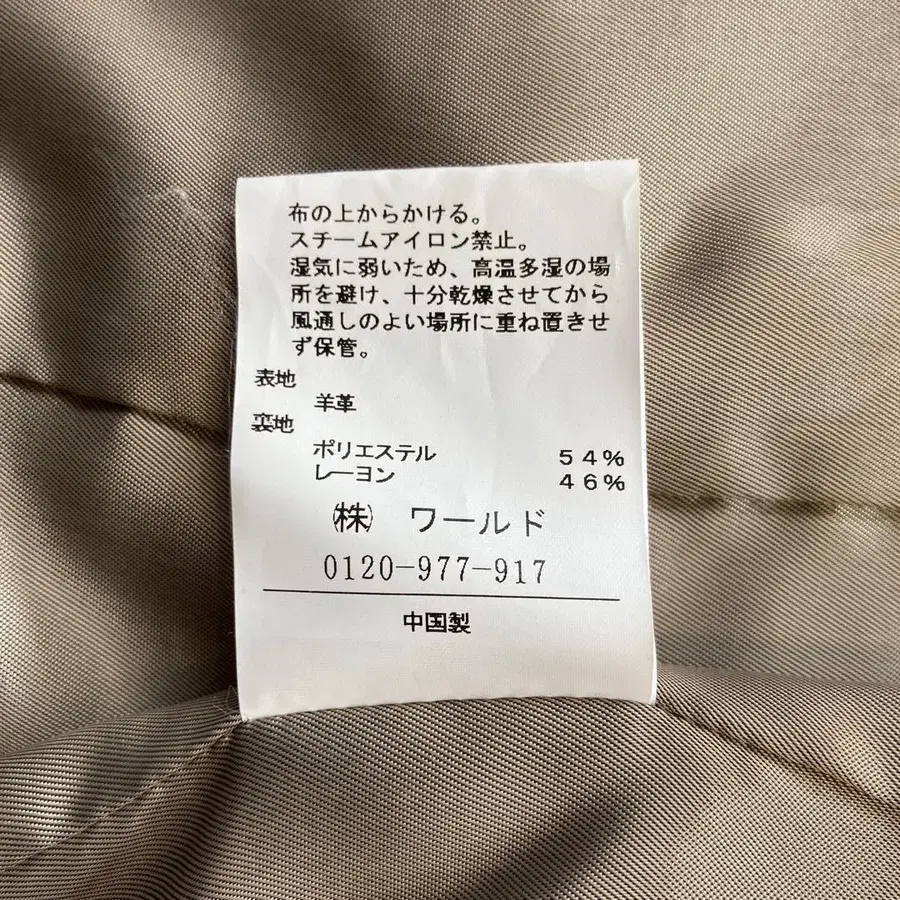 布の上からかける。
スチームアイロン禁止。
湿気に弱いため、高温多湿の場
所を避け、十分乾燥させてから
風通しのよい場所に重ね置きせ
ず保管。
表地
羊革
裏地
ポリエステル 54%
レーヨン 46%
㈱ ワールド
0120-977-917
中国製